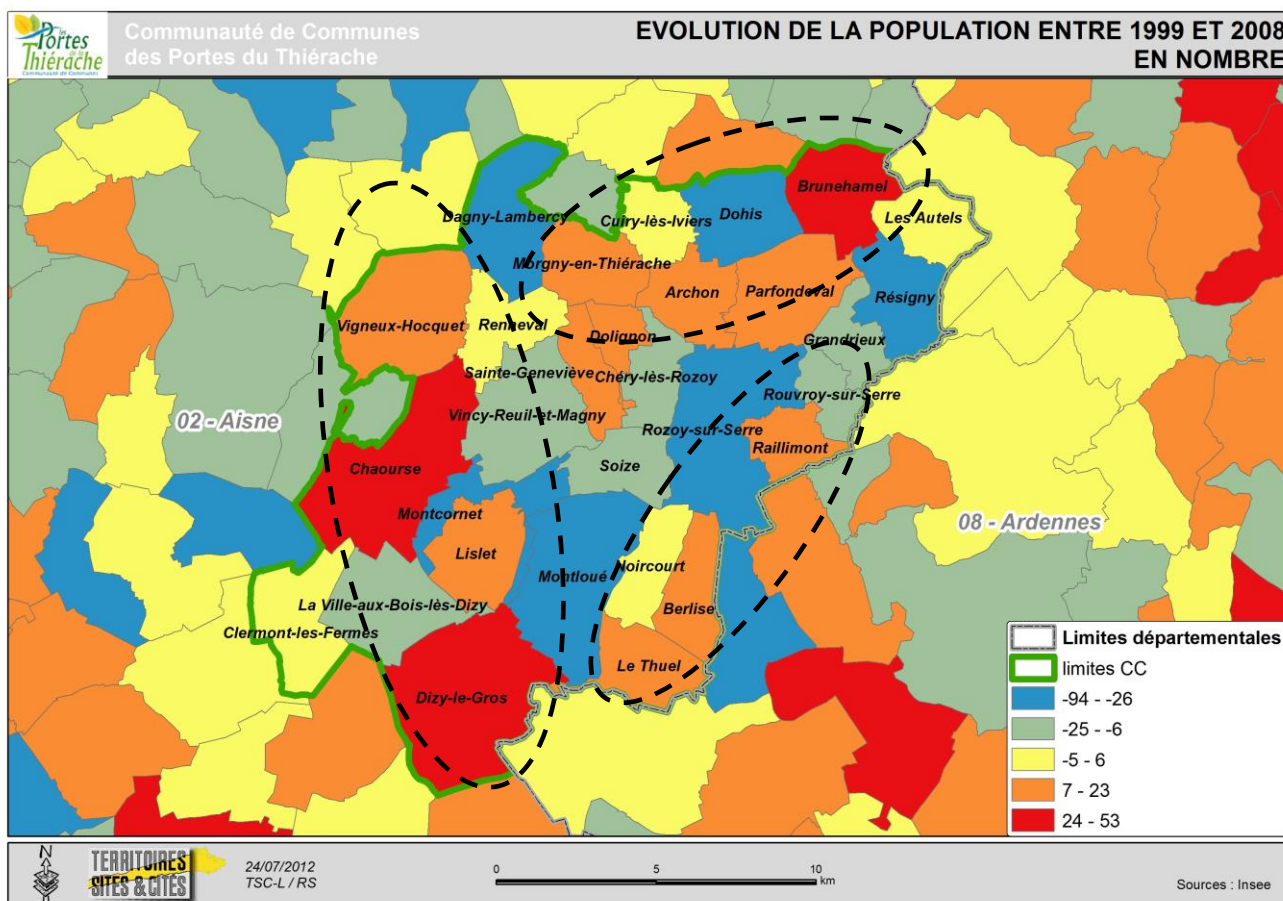 les
Portes
de la
Thiérache
Communauté de Communes
Communauté de Communes
des Portes du Thiérache
EVOLUTION DE LA POPULATION ENTRE 1999 ET 2008
EN NOMBRE
Dagny-Lambercy
Cuiry-lès-Iviers
Dohis
Brunehamel
Les Autels
Morgny-en-Thiérache
Archon
Parfondeval
Résigny
Vigneux-Hocquet
Renneval
Dolignon
Grandrieux
Sainte-Geneviève
Chéry-lès-Rozoy
Rouvroy-sur-Serre
02 - Aisne
Vincy-Reuil-et-Magny
Rozoy-sur-Serre
Raillimont
Chaourse
Soize
Montcornet
08 - Ardennes
Lislet
Montloué
Noircourt
La Ville-aux-Bois-lès-Dizy
Berlise
Clermont-les-Fermes
Le Thuel
Dizy-le-Gros
Limites départementales
limites CC
-94 - -26
-25 - -6
-5 - 6
7 - 23
24 - 53
N
TERRITOIRES
SITES & CITÉS
24/07/2012
TSC-L / RS
0 5 10
km
Sources : Insee